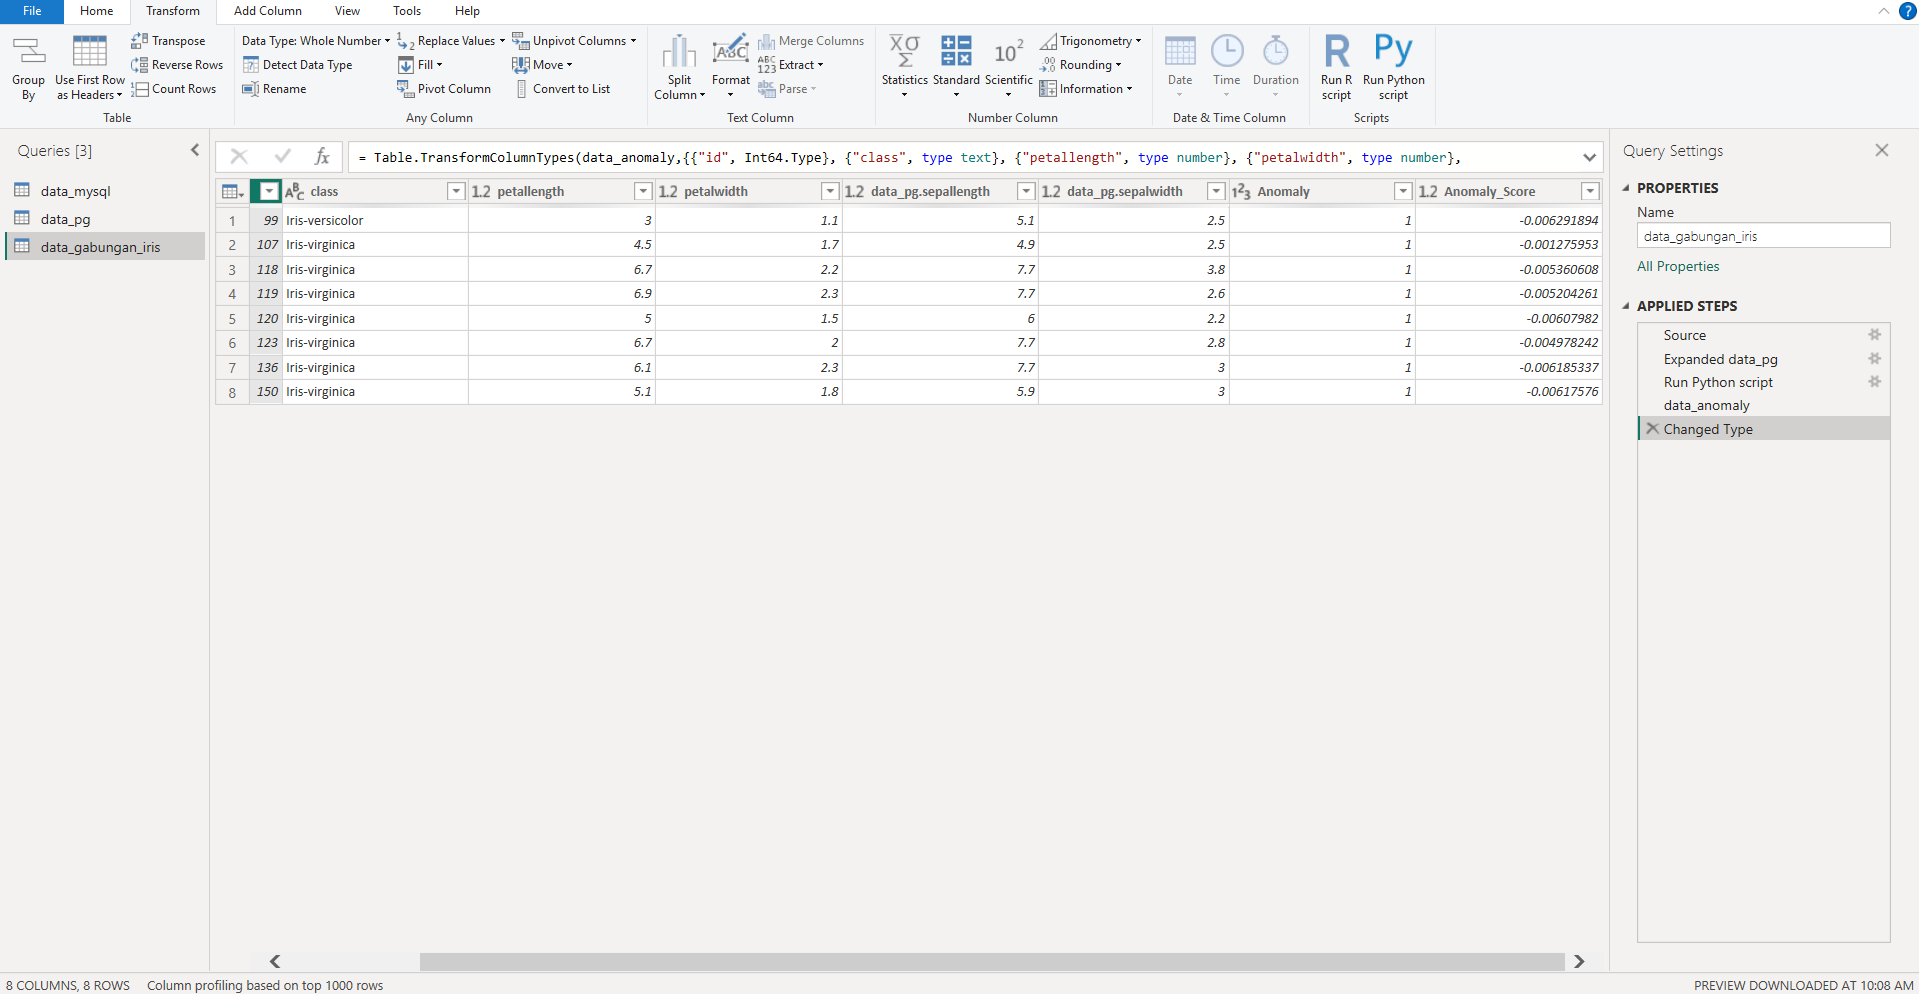 File Home Transform Add Column View Tools Help ?
Group By
Use First Row as Headers
Transpose
Reverse Rows
Count Rows
Table
Data Type: Whole Number
Detect Data Type
Rename
Replace Values
Fill
Pivot Column
Unpivot Columns
Move
Convert to List
Any Column
Split Column
Format
Merge Columns
Extract
Parse
Text Column
Statistics
Standard
Scientific
Trigonometry
Rounding
Information
Number Column
Date
Time
Duration
Date & Time Column
Run R script
Run Python script
Scripts
Queries [3]
data_mysql
data_pg
data_gabungan_iris
= Table.TransformColumnTypes(data_anomaly,{{"id", Int64.Type}, {"class", type text}, {"petallength", type number}, {"petalwidth", type number},
class petallength petalwidth data_pg.sepallength data_pg.sepalwidth Anomaly Anomaly_Score
1 99 Iris-versicolor 3 1.1 5.1 2.5 1 -0.006291894
2 107 Iris-virginica 4.5 1.7 4.9 2.5 1 -0.001275953
3 118 Iris-virginica 6.7 2.2 7.7 3.8 1 -0.005360608
4 119 Iris-virginica 6.9 2.3 7.7 2.6 1 -0.005204261
5 120 Iris-virginica 5 1.5 6 2.2 1 -0.00607982
6 123 Iris-virginica 6.7 2 7.7 2.8 1 -0.004978242
7 136 Iris-virginica 6.1 2.3 7.7 3 1 -0.006185337
8 150 Iris-virginica 5.1 1.8 5.9 3 1 -0.00617576
Query Settings
PROPERTIES
Name
data_gabungan_iris
All Properties
APPLIED STEPS
Source
Expanded data_pg
Run Python script
data_anomaly
Changed Type
8 COLUMNS, 8 ROWS Column profiling based on top 1000 rows
PREVIEW DOWNLOADED AT 10:08 AM